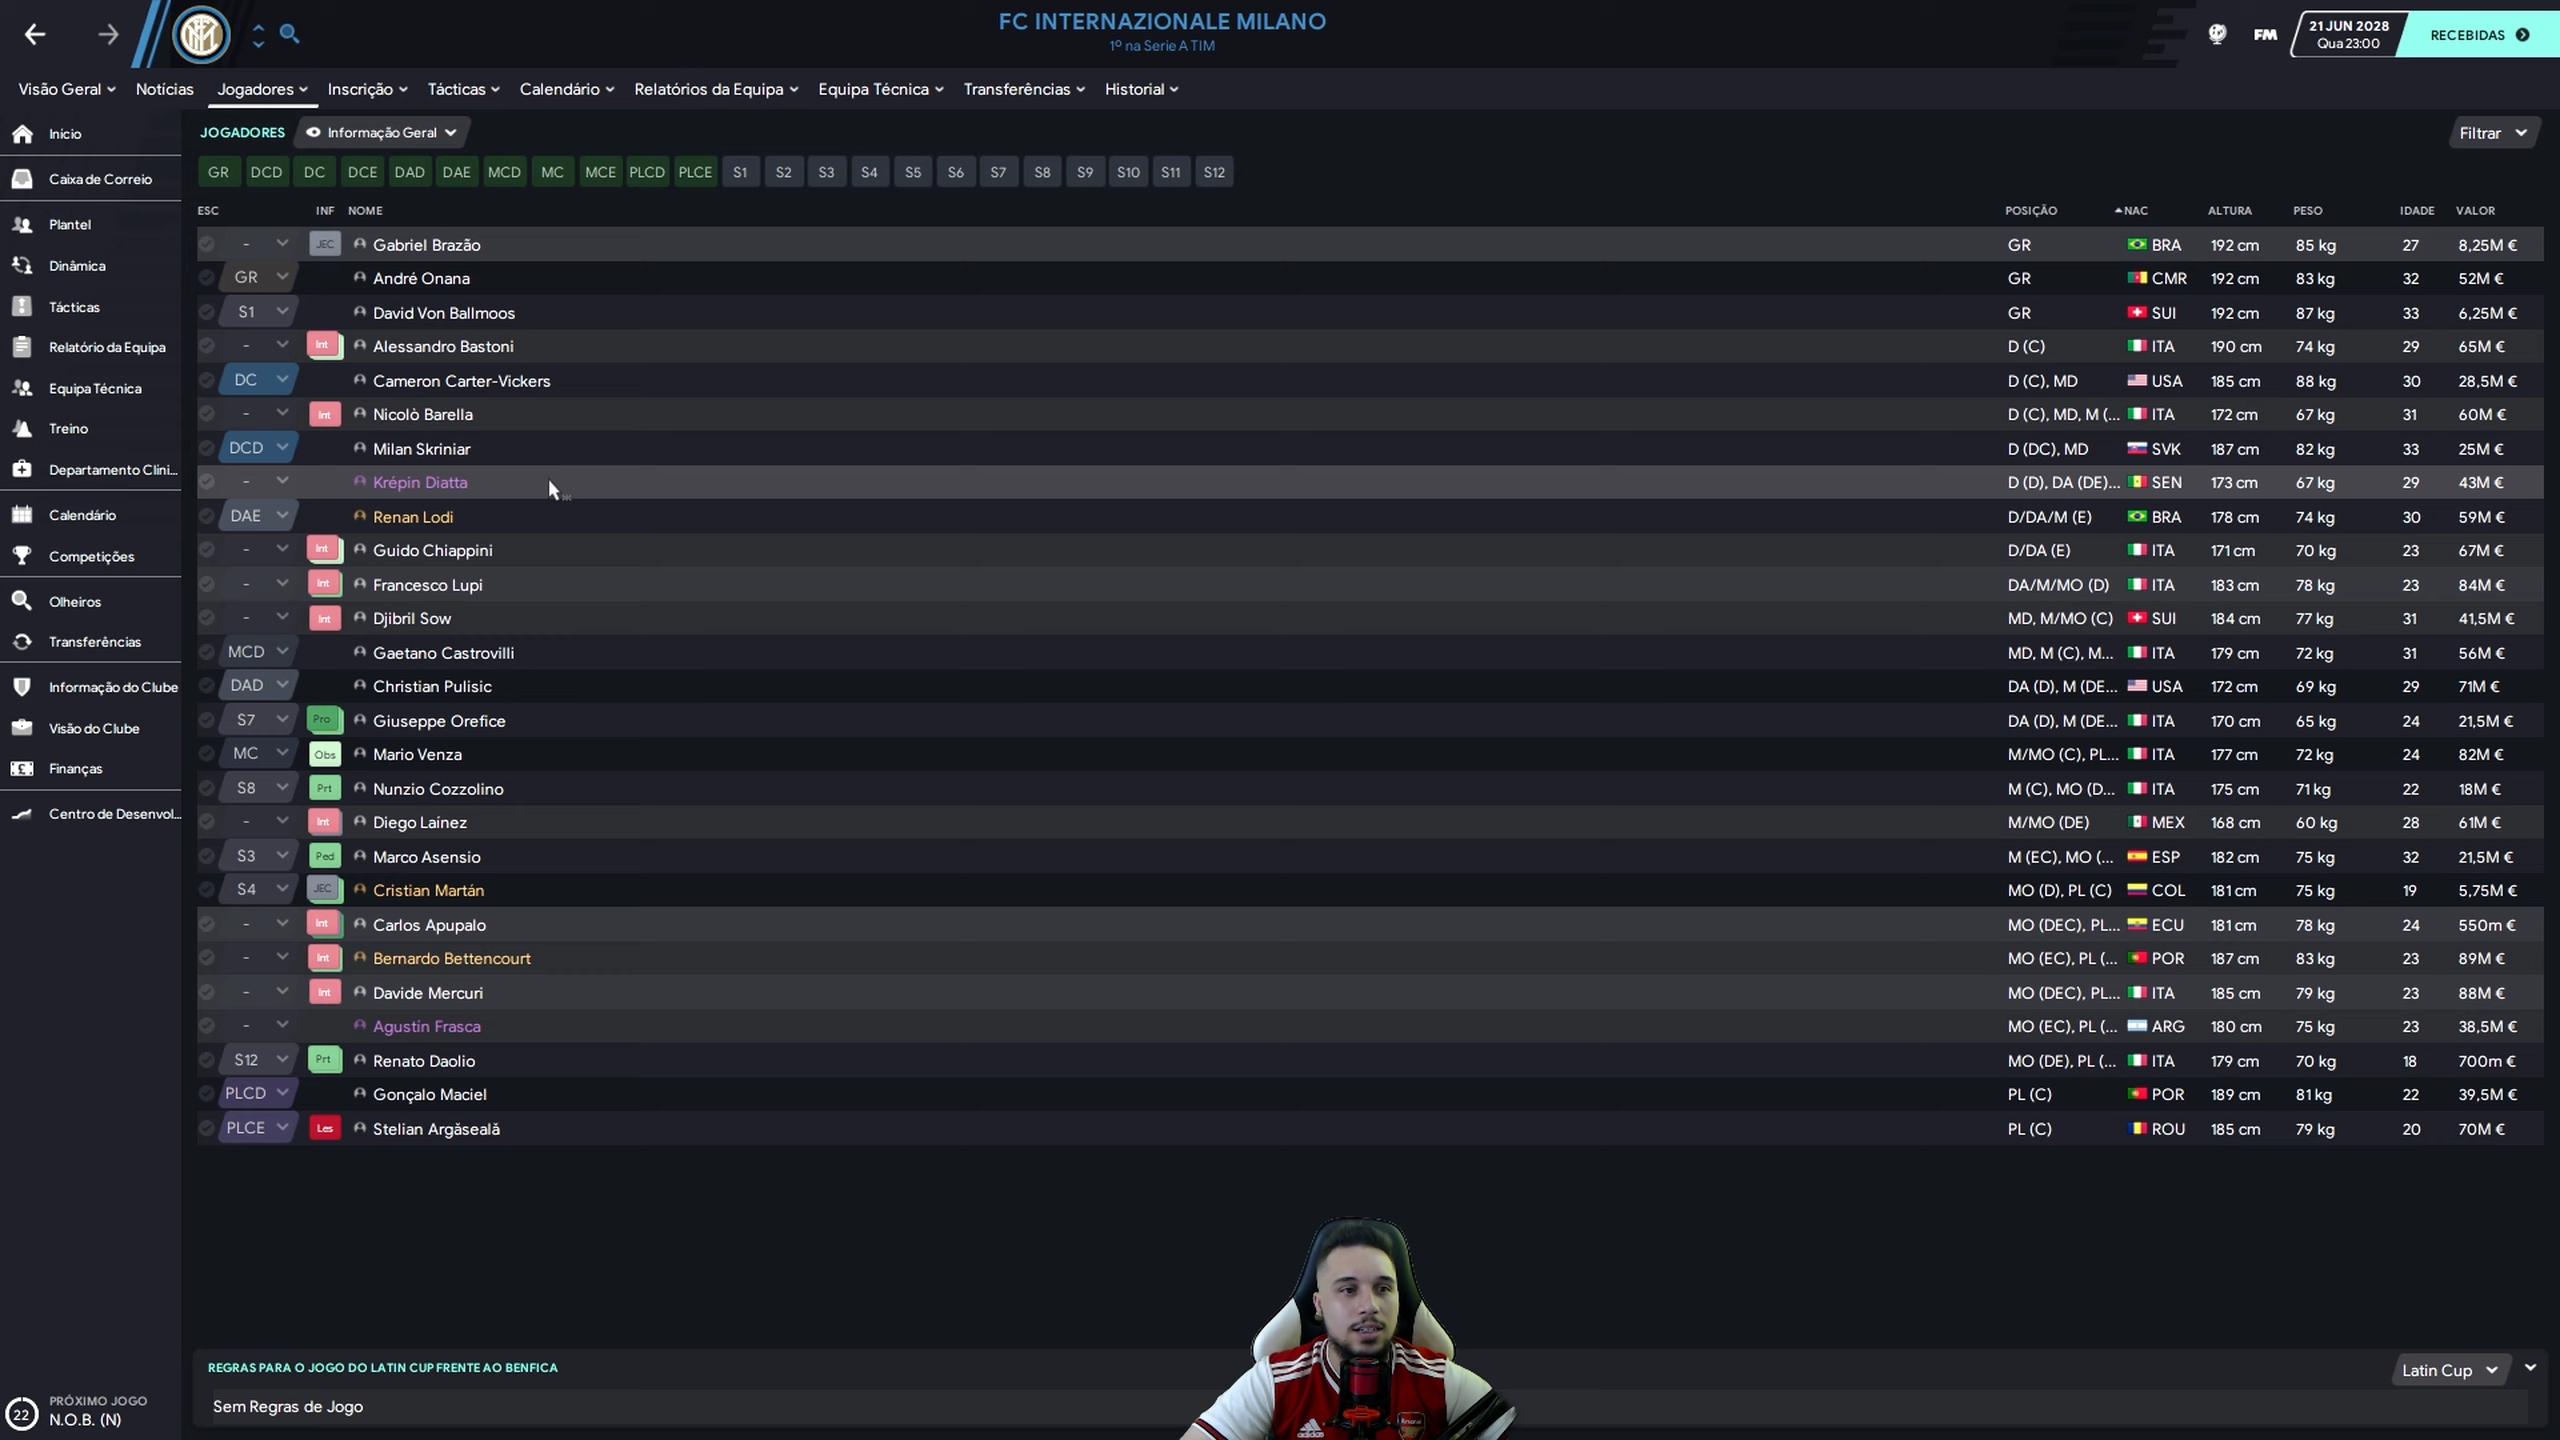 FC INTERNAZIONALE MILANO
1º na Serie A TIM
FM
21 JUN 2028
Qua 23:00
RECEBIDAS
Visão Geral Notícias Jogadores Inscrição Tácticas Calendário Relatórios da Equipa Equipa Técnica Transferências Historial
Inicio
Caixa de Correio
Plantel
Dinâmica
Tácticas
Relatório da Equipa
Equipa Técnica
Treino
Departamento Clíni...
Calendário
Competições
Olheiros
Transferências
Informação do Clube
Visão do Clube
Finanças
Centro de Desenvol...
22
PRÓXIMO JOGO
N.O.B. (N)
JOGADORES Informação Geral Filtrar
GR DCD DC DCE DAD DAE MCD MC MCE PLCD PLCE S1 S2 S3 S4 S5 S6 S7 S8 S9 S10 S11 S12
ESC INF NOME POSIÇÃO NAC ALTURA PESO IDADE VALOR
- JEC Gabriel Brazão GR BRA 192 cm 85 kg 27 8,25M €
GR André Onana GR CMR 192 cm 83 kg 32 52M €
S1 David Von Ballmoos GR SUI 192 cm 87 kg 33 6,25M €
- Int Alessandro Bastoni D (C) ITA 190 cm 74 kg 29 65M €
DC Cameron Carter-Vickers D (C), MD USA 185 cm 88 kg 30 28,5M €
- Int Nicolò Barella D (C), MD, M (... ITA 172 cm 67 kg 31 60M €
DCD Milan Skriniar D (DC), MD SVK 187 cm 82 kg 33 25M €
- Krépin Diatta D (D), DA (DE)... SEN 173 cm 67 kg 29 43M €
DAE Renan Lodi D/DA/M (E) BRA 178 cm 74 kg 30 59M €
- Int Guido Chiappini D/DA (E) ITA 171 cm 70 kg 23 67M €
- Int Francesco Lupi DA/M/MO (D) ITA 183 cm 78 kg 23 84M €
- Int Djibril Sow MD, M/MO (C) SUI 184 cm 77 kg 31 41,5M €
MCD Gaetano Castrovilli MD, M (C), M... ITA 179 cm 72 kg 31 56M €
DAD Christian Pulisic DA (D), M (DE... USA 172 cm 69 kg 29 71M €
S7 Pro Giuseppe Orefice DA (D), M (DE... ITA 170 cm 65 kg 24 21,5M €
MC Obs Mario Venza M/MO (C), PL... ITA 177 cm 72 kg 24 82M €
S8 Prt Nunzio Cozzolino M (C), MO (D... ITA 175 cm 71 kg 22 18M €
- Int Diego Laínez M/MO (DE) MEX 168 cm 60 kg 28 61M €
S3 Ped Marco Asensio M (EC), MO (... ESP 182 cm 75 kg 32 21,5M €
S4 JEC Cristian Martán MO (D), PL (C) COL 181 cm 75 kg 19 5,75M €
- Int Carlos Apupalo MO (DEC), PL... ECU 181 cm 78 kg 24 550m €
- Int Bernardo Bettencourt MO (EC), PL (... POR 187 cm 83 kg 23 89M €
- Int Davide Mercuri MO (DEC), PL... ITA 185 cm 79 kg 23 88M €
- Agustín Frasca MO (EC), PL (... ARG 180 cm 75 kg 23 38,5M €
S12 Prt Renato Daolio MO (DE), PL (... ITA 179 cm 70 kg 18 700m €
PLCD Gonçalo Maciel PL (C) POR 189 cm 81 kg 22 39,5M €
PLCE Les Stelian Argăseală PL (C) ROU 185 cm 79 kg 20 70M €
REGRAS PARA O JOGO DO LATIN CUP FRENTE AO BENFICA
Latin Cup
Sem Regras de Jogo
adidas
Arsenal